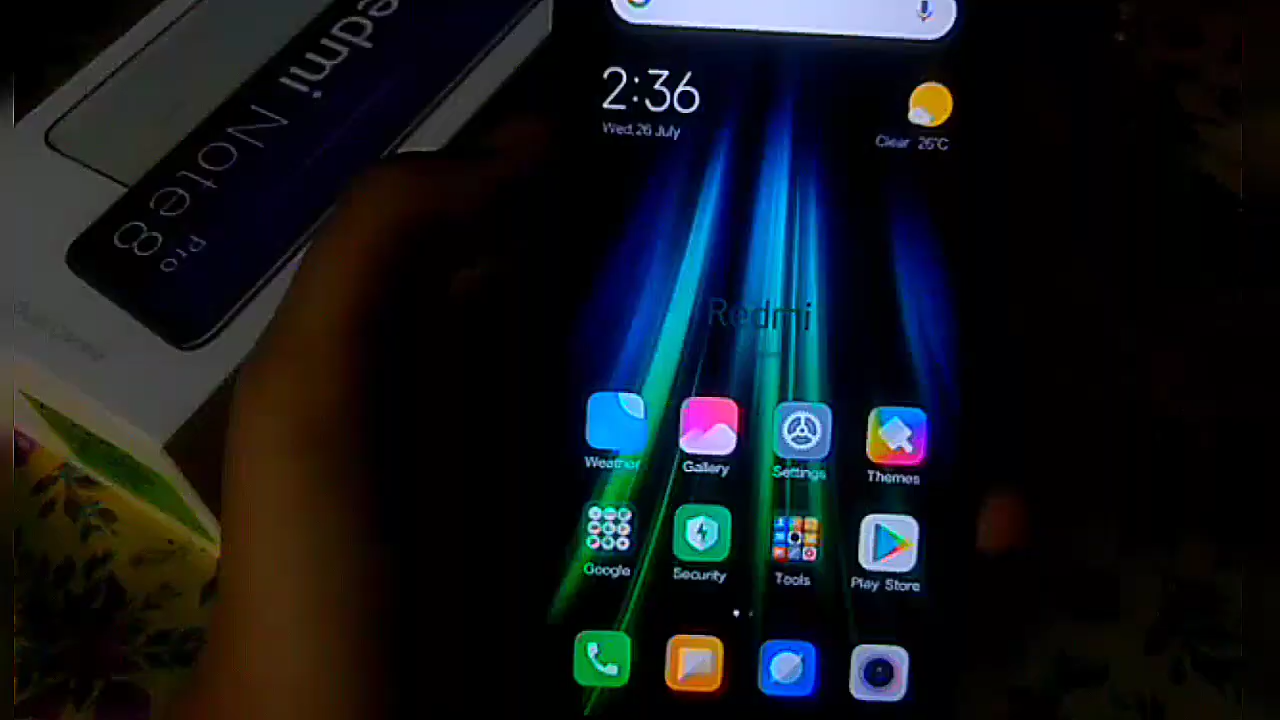 Redmi Note 8
Pro
2:36
Wed, 26 July
Clear 26°C
Redmi
Weather
Gallery
Settings
Themes
Google
Security
Tools
Play Store